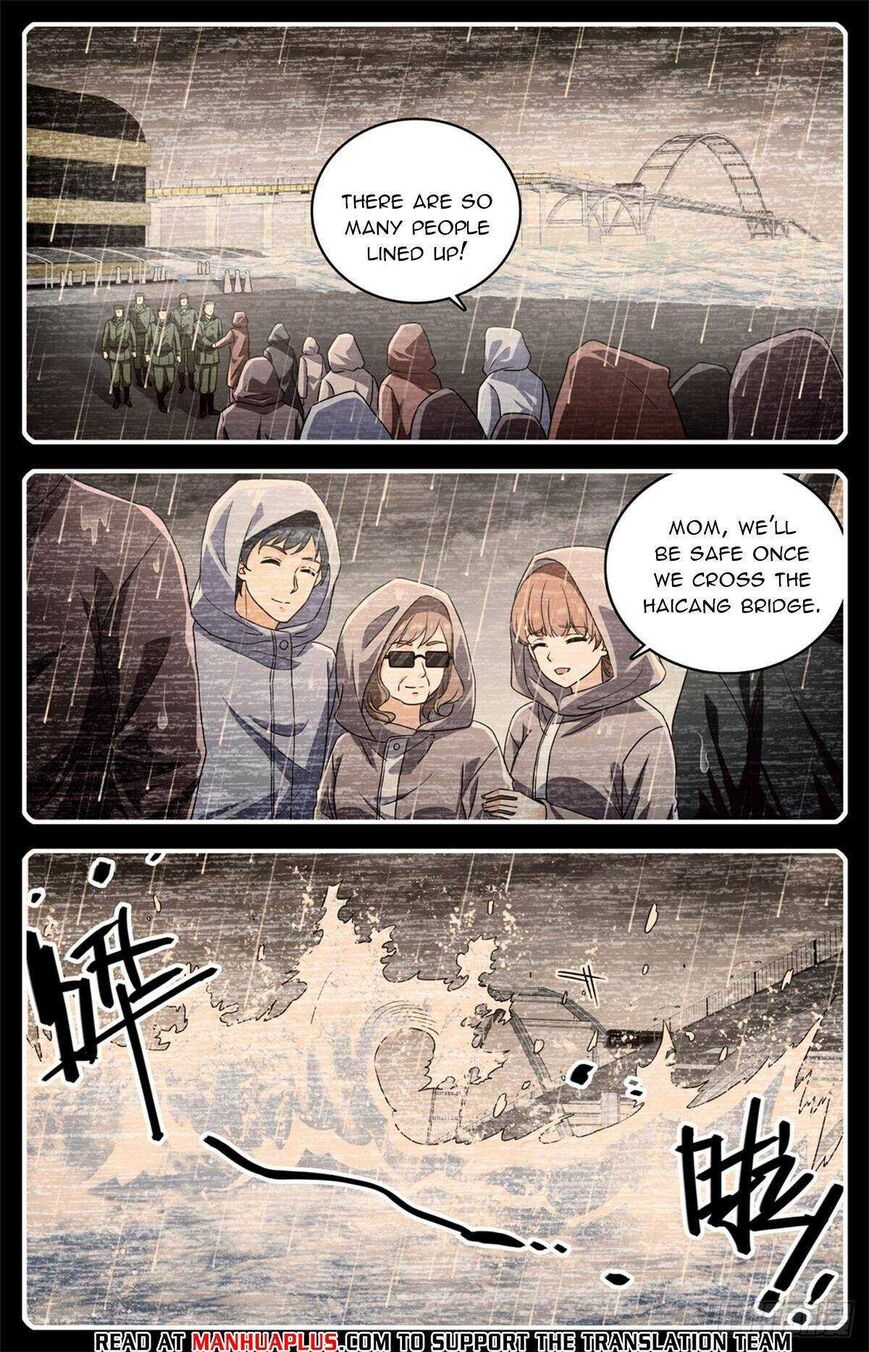 THERE ARE SO
MANY PEOPLE
LINED UP!
MOM, WE'LL
BE SAFE ONCE
WE CROSS THE
HAICANG BRIDGE.
READ AT MANHUAPLUS.COM TO SUPPORT THE TRANSLATION TEAM